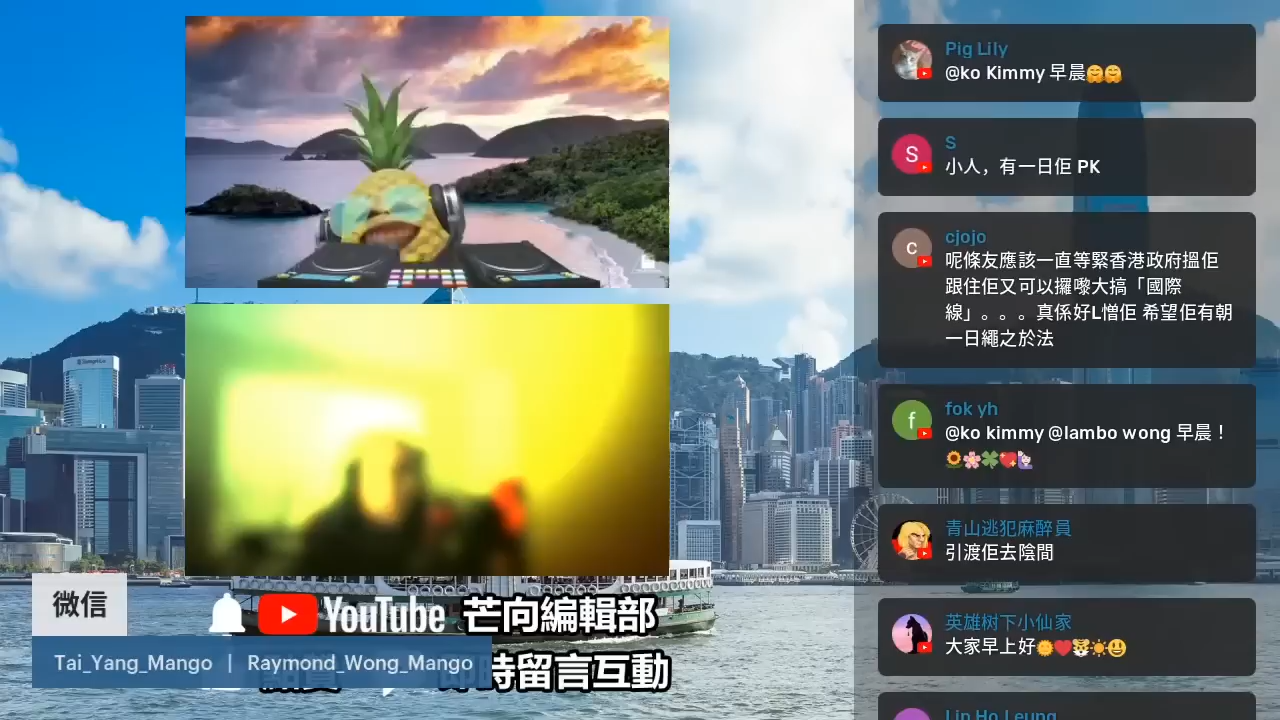 Pig Lily
@ko Kimmy 早晨🤗🤗
S
S
小人，有一日佢 PK
c
cjojo
呢條友應該一直等緊香港政府搵佢
跟住佢又可以攞嚟大搞「國際
線」。。。真係好L憎佢 希望佢有朝
一日繩之於法
f
fok yh
@ko kimmy @lambo wong 早晨！
🌻🌸🍀💖🙋🏻‍♀️
青山逃犯麻醉員
引渡佢去陰間
英雄树下小仙家
大家早上好🌞❤️🐯☀️😃
Lin Ho Leung
微信
Tai_Yang_Mango | Raymond_Wong_Mango
YouTube 芒向編輯部
即時留言互動